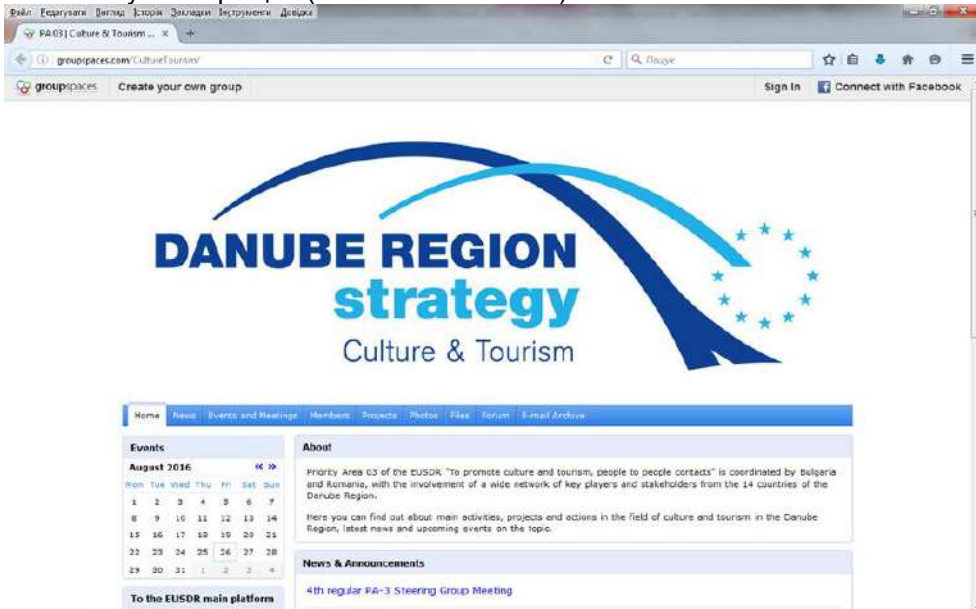 Файл Редагувати Вигляд Історія Закладки Інструменти Довідка
PA 03 | Culture & Tourism ... × +
groupspaces.com/CultureTourism/
Пошук
groupspaces Create your own group Sign In Connect with Facebook
DANUBE REGION
strategy
Culture & Tourism
Home News Events and Meetings Members Projects Photos Files Forum E-mail Archive
Events
August 2016 « »
Mon Tue Wed Thu Fri Sat Sun
1 2 3 4 5 6 7
8 9 10 11 12 13 14
15 16 17 18 19 20 21
22 23 24 25 26 27 28
29 30 31 1 2 3 4
To the EUSDR main platform
About
Priority Area 03 of the EUSDR "To promote culture and tourism, people to people contacts" is coordinated by Bulgaria
and Romania, with the involvement of a wide network of key players and stakeholders from the 14 countries of the
Danube Region.
Here you can find out about main activities, projects and actions in the field of culture and tourism in the Danube
Region, latest news and upcoming events on the topic.
News & Announcements
4th regular PA-3 Steering Group Meeting